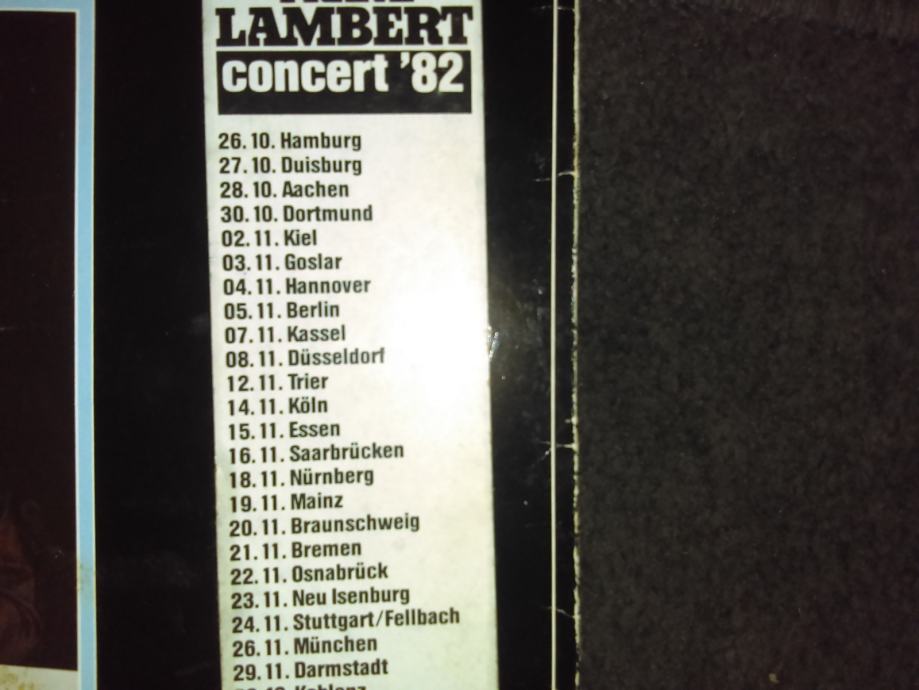 LAMBERT
concert '82
26.10. Hamburg
27.10. Duisburg
28.10. Aachen
30.10. Dortmund
02.11. Kiel
03.11. Goslar
04.11. Hannover
05.11. Berlin
07.11. Kassel
08.11. Düsseldorf
12.11. Trier
14.11. Köln
15.11. Essen
16.11. Saarbrücken
18.11. Nürnberg
19.11. Mainz
20.11. Braunschweig
21.11. Bremen
22.11. Osnabrück
23.11. Neu Isenburg
24.11. Stuttgart/Fellbach
26.11. München
29.11. Darmstadt
Koblenz